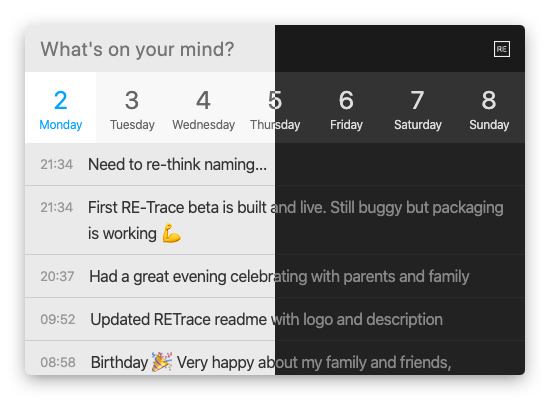 What's on your mind?
RE
2 3 4 5 6 7 8
Monday Tuesday Wednesday Thursday Friday Saturday Sunday
21:34 Need to re-think naming...
21:34 First RE-Trace beta is built and live. Still buggy but packaging
is working 💪
20:37 Had a great evening celebrating with parents and family
09:52 Updated RETrace readme with logo and description
08:58 Birthday 🎉 Very happy about my family and friends,